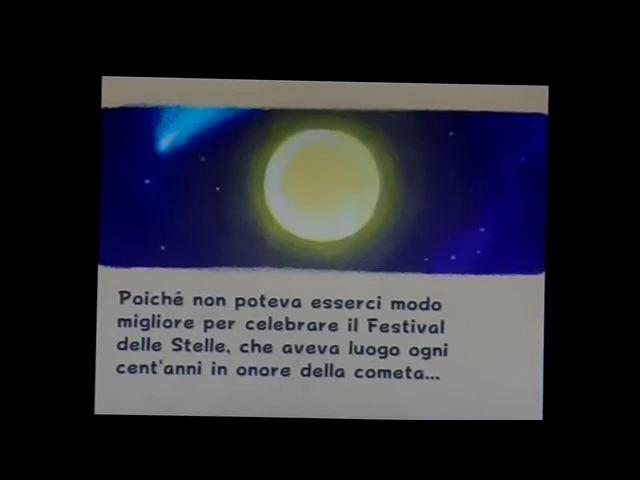 Poiché non poteva esserci modo
migliore per celebrare il Festival
delle Stelle, che aveva luogo ogni
cent'anni in onore della cometa...